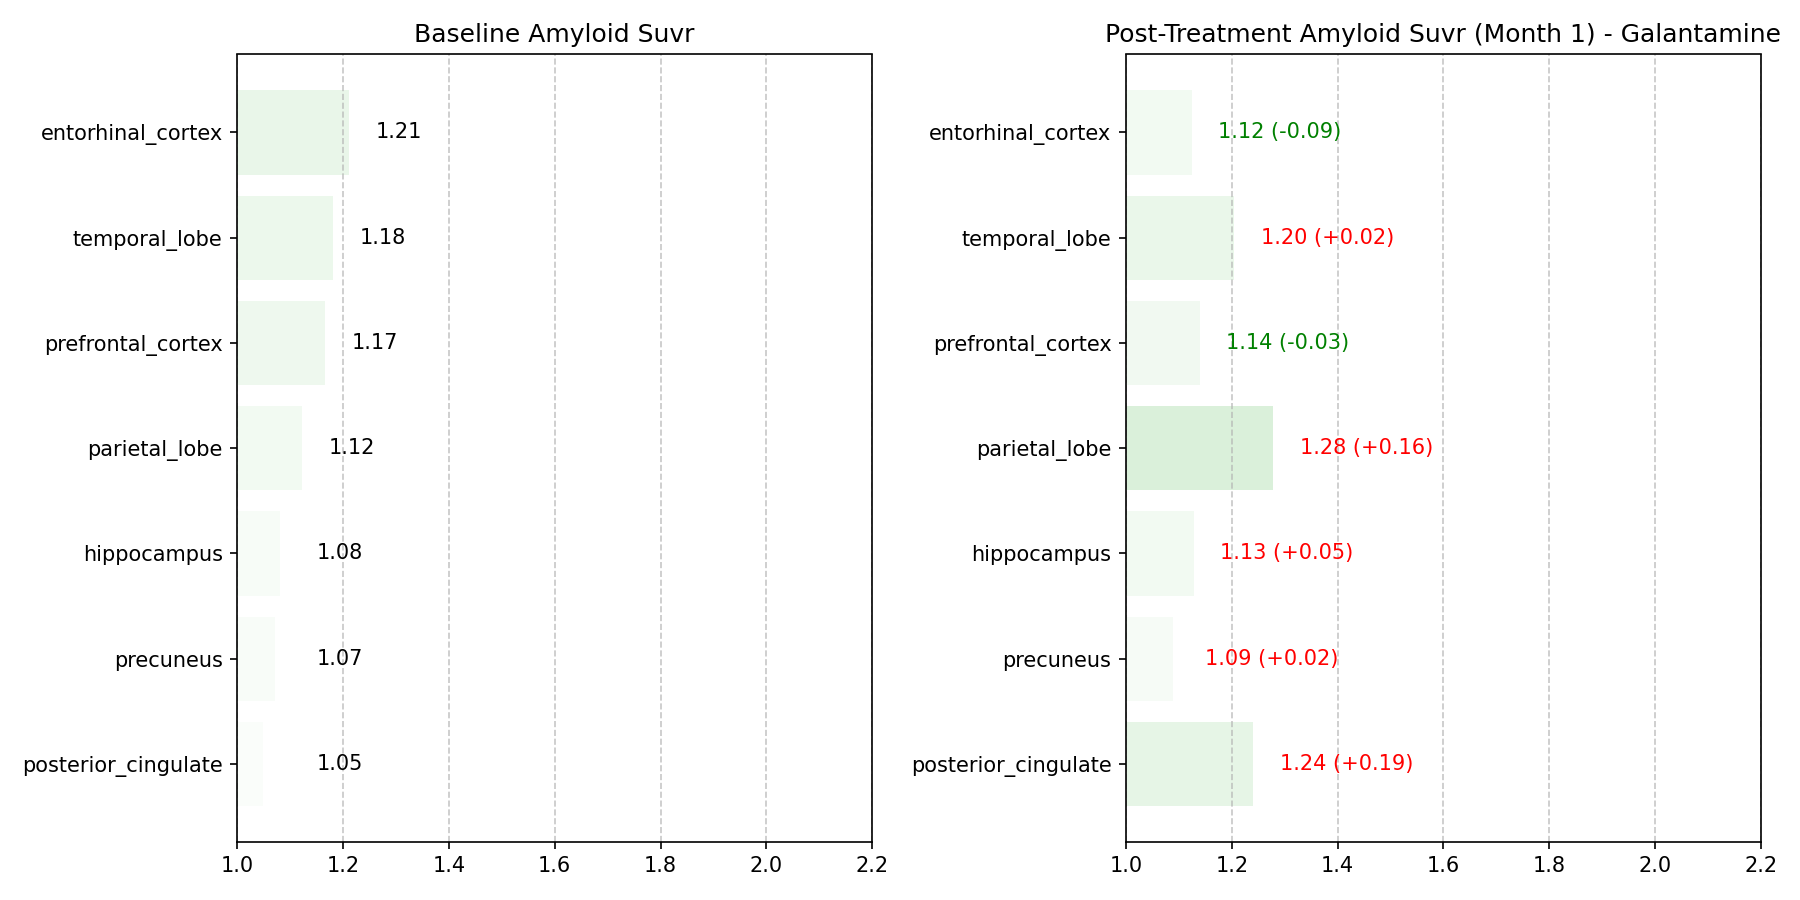 Baseline Amyloid Suvr
entorhinal_cortex 1.21
temporal_lobe 1.18
prefrontal_cortex 1.17
parietal_lobe 1.12
hippocampus 1.08
precuneus 1.07
posterior_cingulate 1.05
1.0 1.2 1.4 1.6 1.8 2.0 2.2
Post-Treatment Amyloid Suvr (Month 1) - Galantamine
entorhinal_cortex 1.12 (-0.09)
temporal_lobe 1.20 (+0.02)
prefrontal_cortex 1.14 (-0.03)
parietal_lobe 1.28 (+0.16)
hippocampus 1.13 (+0.05)
precuneus 1.09 (+0.02)
posterior_cingulate 1.24 (+0.19)
1.0 1.2 1.4 1.6 1.8 2.0 2.2